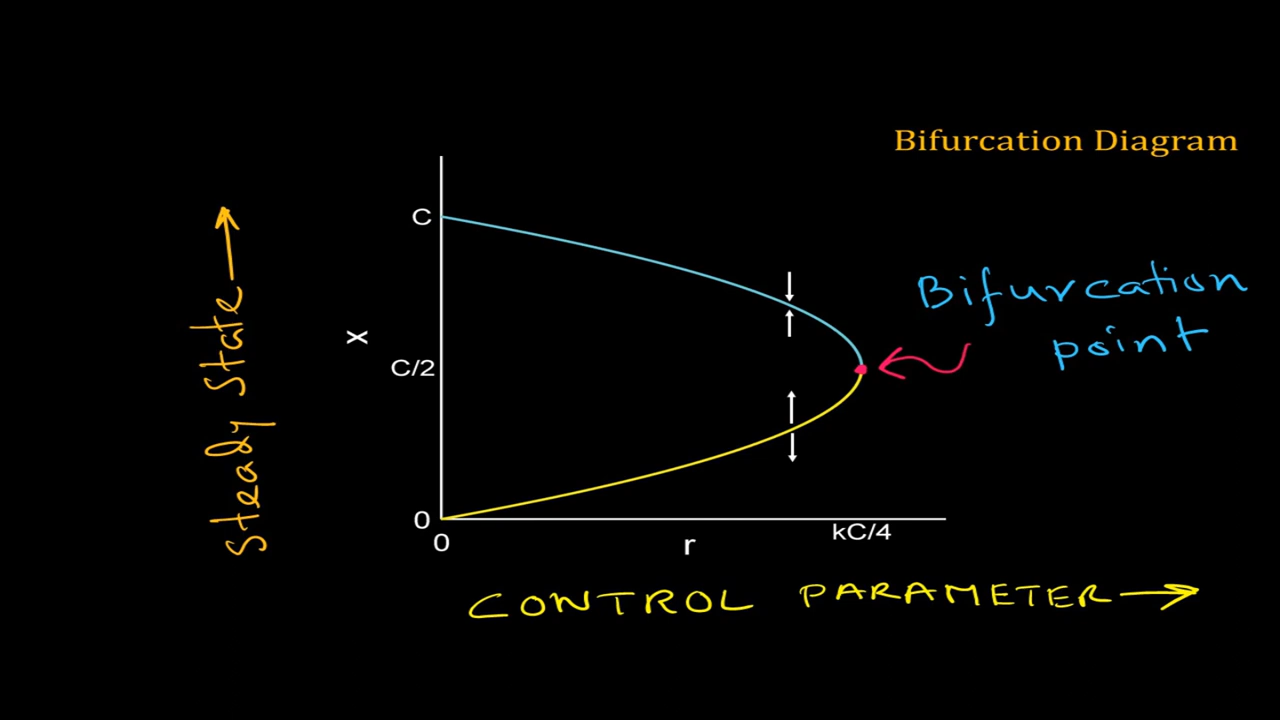 Bifurcation Diagram
Steady State
C
x
C/2
0
0
r
kC/4
Bifurcation
point
CONTROL PARAMETER